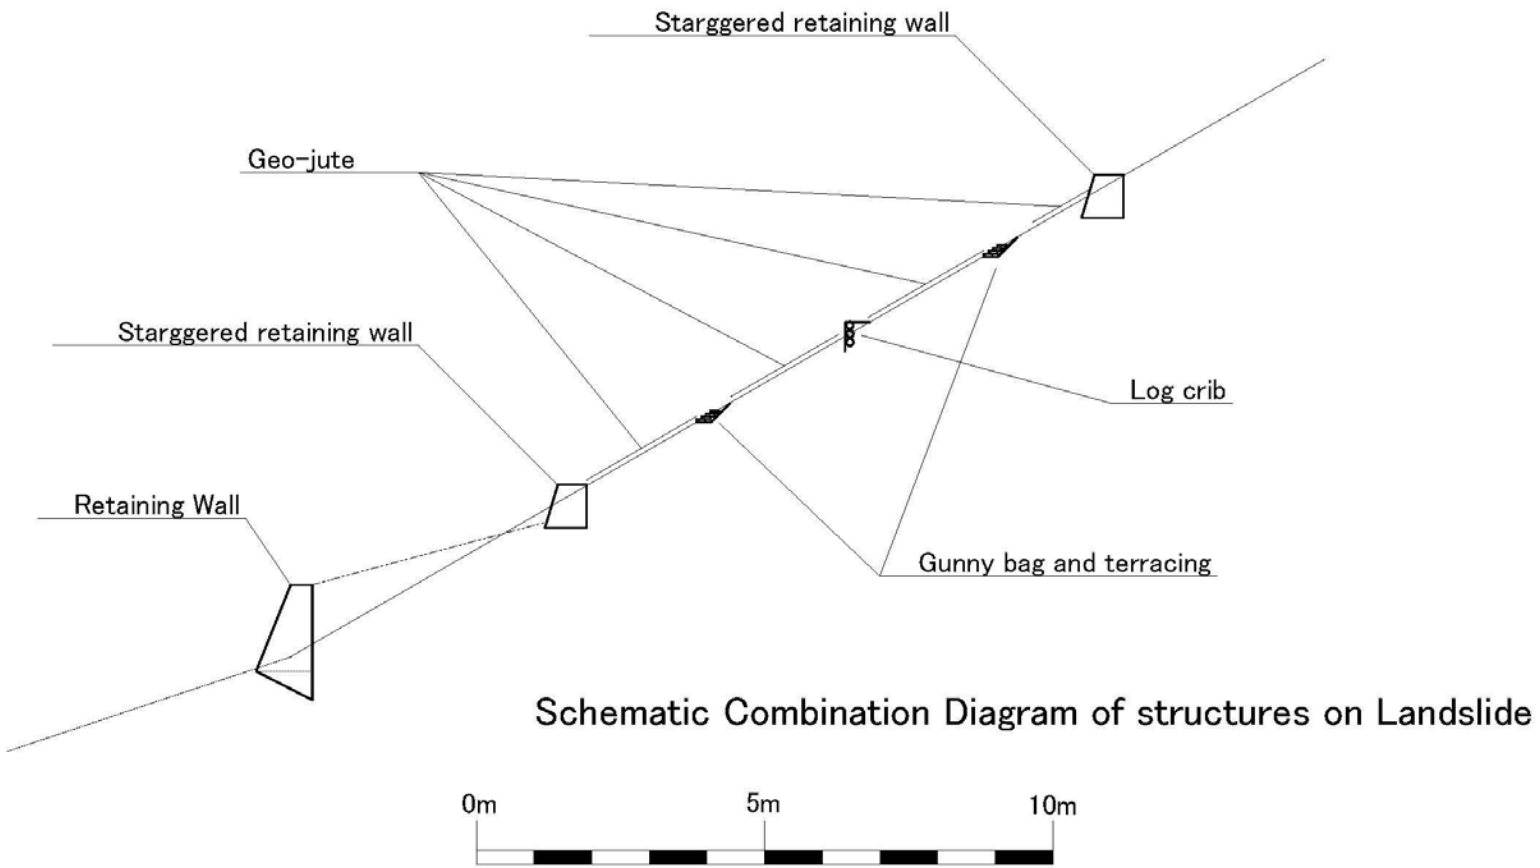 Starggered retaining wall
Geo-jute
Starggered retaining wall
Log crib
Retaining Wall
Gunny bag and terracing
Schematic Combination Diagram of structures on Landslide
0m 5m 10m